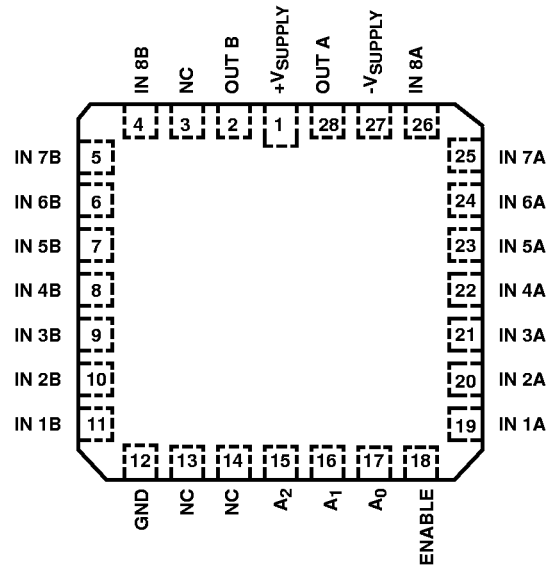 IN 8B
NC
OUT B
+VSUPPLY
OUT A
-VSUPPLY
IN 8A
4 3 2 1 28 27 26
IN 7B 5 25 IN 7A
IN 6B 6 24 IN 6A
IN 5B 7 23 IN 5A
IN 4B 8 22 IN 4A
IN 3B 9 21 IN 3A
IN 2B 10 20 IN 2A
IN 1B 11 19 IN 1A
12 13 14 15 16 17 18
GND
NC
NC
A2
A1
A0
ENABLE